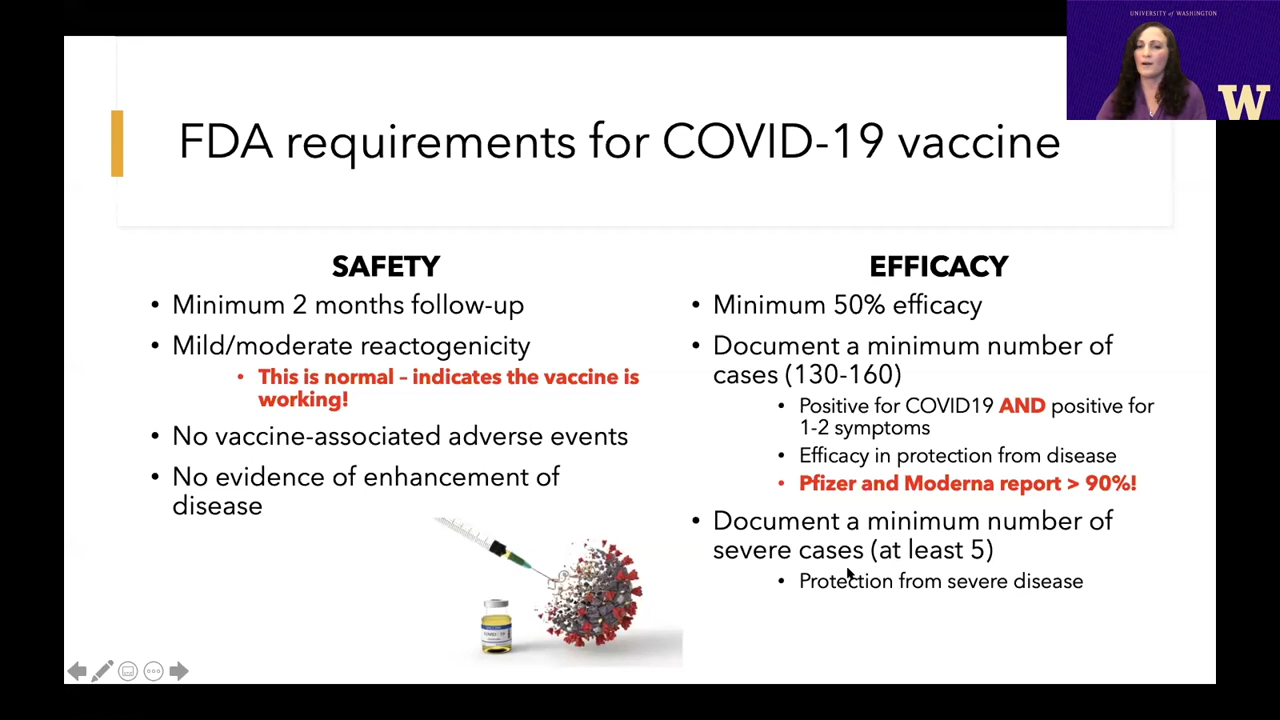 UNIVERSITY of WASHINGTON
W
FDA requirements for COVID-19 vaccine
SAFETY
• Minimum 2 months follow-up
• Mild/moderate reactogenicity
• This is normal – indicates the vaccine is
working!
• No vaccine-associated adverse events
• No evidence of enhancement of
disease
EFFICACY
• Minimum 50% efficacy
• Document a minimum number of
cases (130-160)
• Positive for COVID19 AND positive for
1-2 symptoms
• Efficacy in protection from disease
• Pfizer and Moderna report > 90%!
• Document a minimum number of
severe cases (at least 5)
• Protection from severe disease